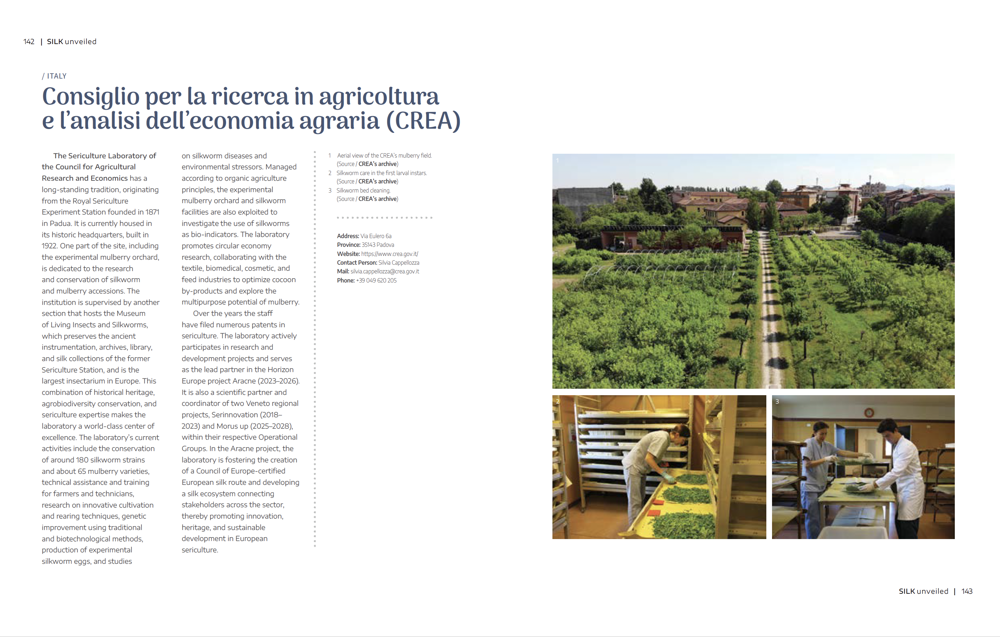 142 | SILK unveiled
/ ITALY
Consiglio per la ricerca in agricoltura
e l’analisi dell’economia agraria (CREA)
The Sericulture Laboratory of
the Council for Agricultural
Research and Economics has a
long-standing tradition, originating
from the Royal Sericulture
Experiment Station founded in 1871
in Padua. It is currently housed in
its historic headquarters, built in
1922. One part of the site, including
the experimental mulberry orchard,
is dedicated to the research
and conservation of silkworm
and mulberry accessions. The
institution is supervised by another
section that hosts the Museum
of Living Insects and Silkworms,
which preserves the ancient
instrumentation, archives, library,
and silk collections of the former
Sericulture Station, and is the
largest insectarium in Europe. This
combination of historical heritage,
agrobiodiversity conservation, and
sericulture expertise makes the
laboratory a world-class center of
excellence. The laboratory’s current
activities include the conservation
of around 180 silkworm strains
and about 65 mulberry varieties,
technical assistance and training
for farmers and technicians,
research on innovative cultivation
and rearing techniques, genetic
improvement using traditional
and biotechnological methods,
production of experimental
silkworm eggs, and studies
on silkworm diseases and
environmental stressors. Managed
according to organic agriculture
principles, the experimental
mulberry orchard and silkworm
facilities are also exploited to
investigate the use of silkworms
as bio-indicators. The laboratory
promotes circular economy
research, collaborating with the
textile, biomedical, cosmetic, and
feed industries to optimize cocoon
by-products and explore the
multipurpose potential of mulberry.
Over the years the staff
have filed numerous patents in
sericulture. The laboratory actively
participates in research and
development projects and serves
as the lead partner in the Horizon
Europe project Aracne (2023–2026).
It is also a scientific partner and
coordinator of two Veneto regional
projects, Serinnovation (2018–
2023) and Morus up (2025–2028),
within their respective Operational
Groups. In the Aracne project, the
laboratory is fostering the creation
of a Council of Europe-certified
European silk route and developing
a silk ecosystem connecting
stakeholders across the sector,
thereby promoting innovation,
heritage, and sustainable
development in European
sericulture.
1 Aerial view of the CREA’s mulberry field.
(Source / CREA’s archive)
2 Silkworm care in the first larval instars.
(Source / CREA’s archive)
3 Silkworm bed cleaning.
(Source / CREA’s archive)
Address: Via Eulero 6a
Province: 35143 Padova
Website: https://www.crea.gov.it/
Contact Person: Silvia Cappellozza
Mail: silvia.cappellozza@crea.gov.it
Phone: +39 049 620 205
1
2
3
SILK unveiled | 143